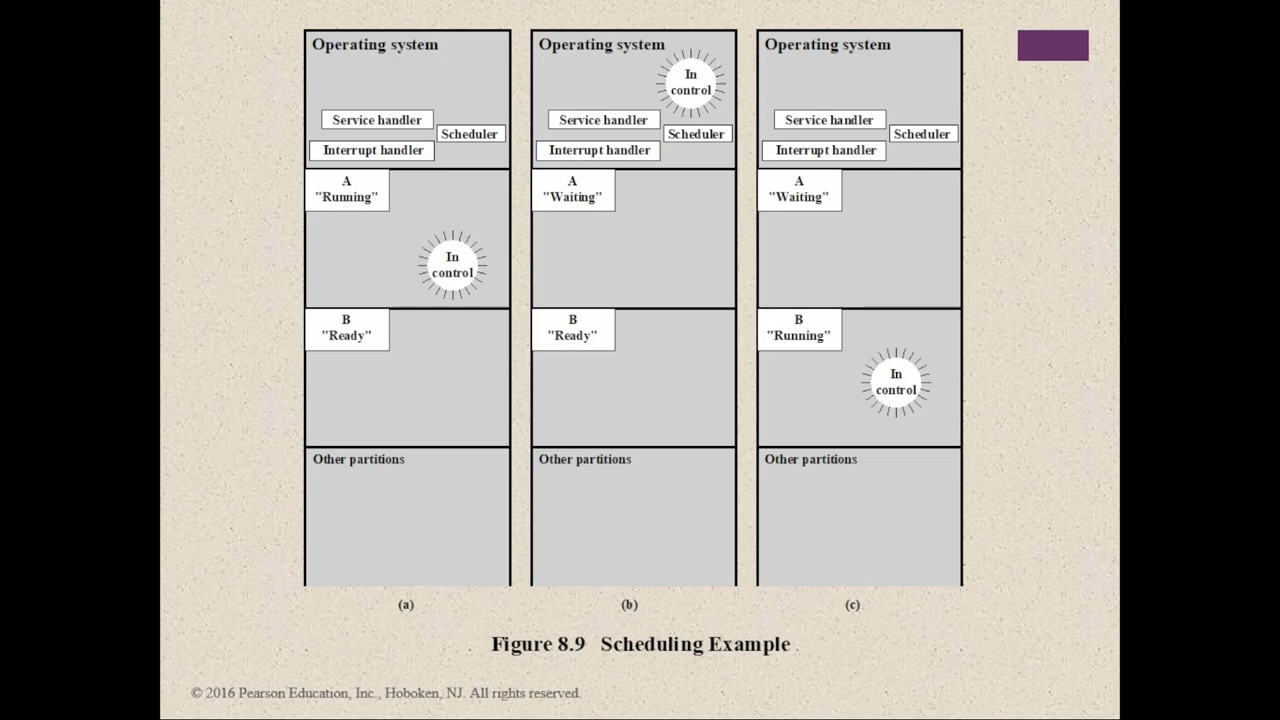 Operating system
In
control
Service handler
Scheduler
Interrupt handler
A
"Running"
In
control
B
"Ready"
Other partitions
(a)
Operating system
In
control
Service handler
Scheduler
Interrupt handler
A
"Waiting"
B
"Ready"
Other partitions
(b)
Operating system
Service handler
Scheduler
Interrupt handler
A
"Waiting"
B
"Running"
In
control
Other partitions
(c)
Figure 8.9 Scheduling Example
© 2016 Pearson Education, Inc., Hoboken, NJ. All rights reserved.